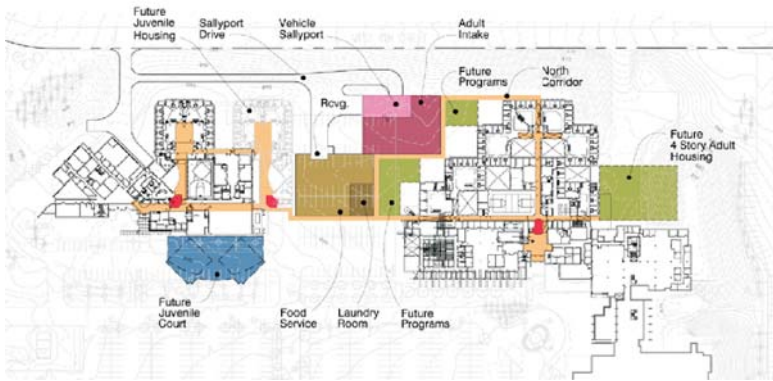 Future
Juvenile
Housing
Sallyport
Drive
Vehicle
Sallyport
Adult
Intake
Future
Programs
North
Corridor
Rcvg.
Future
4 Story Adult
Housing
Future
Juvenile
Court
Food
Service
Laundry
Room
Future
Programs